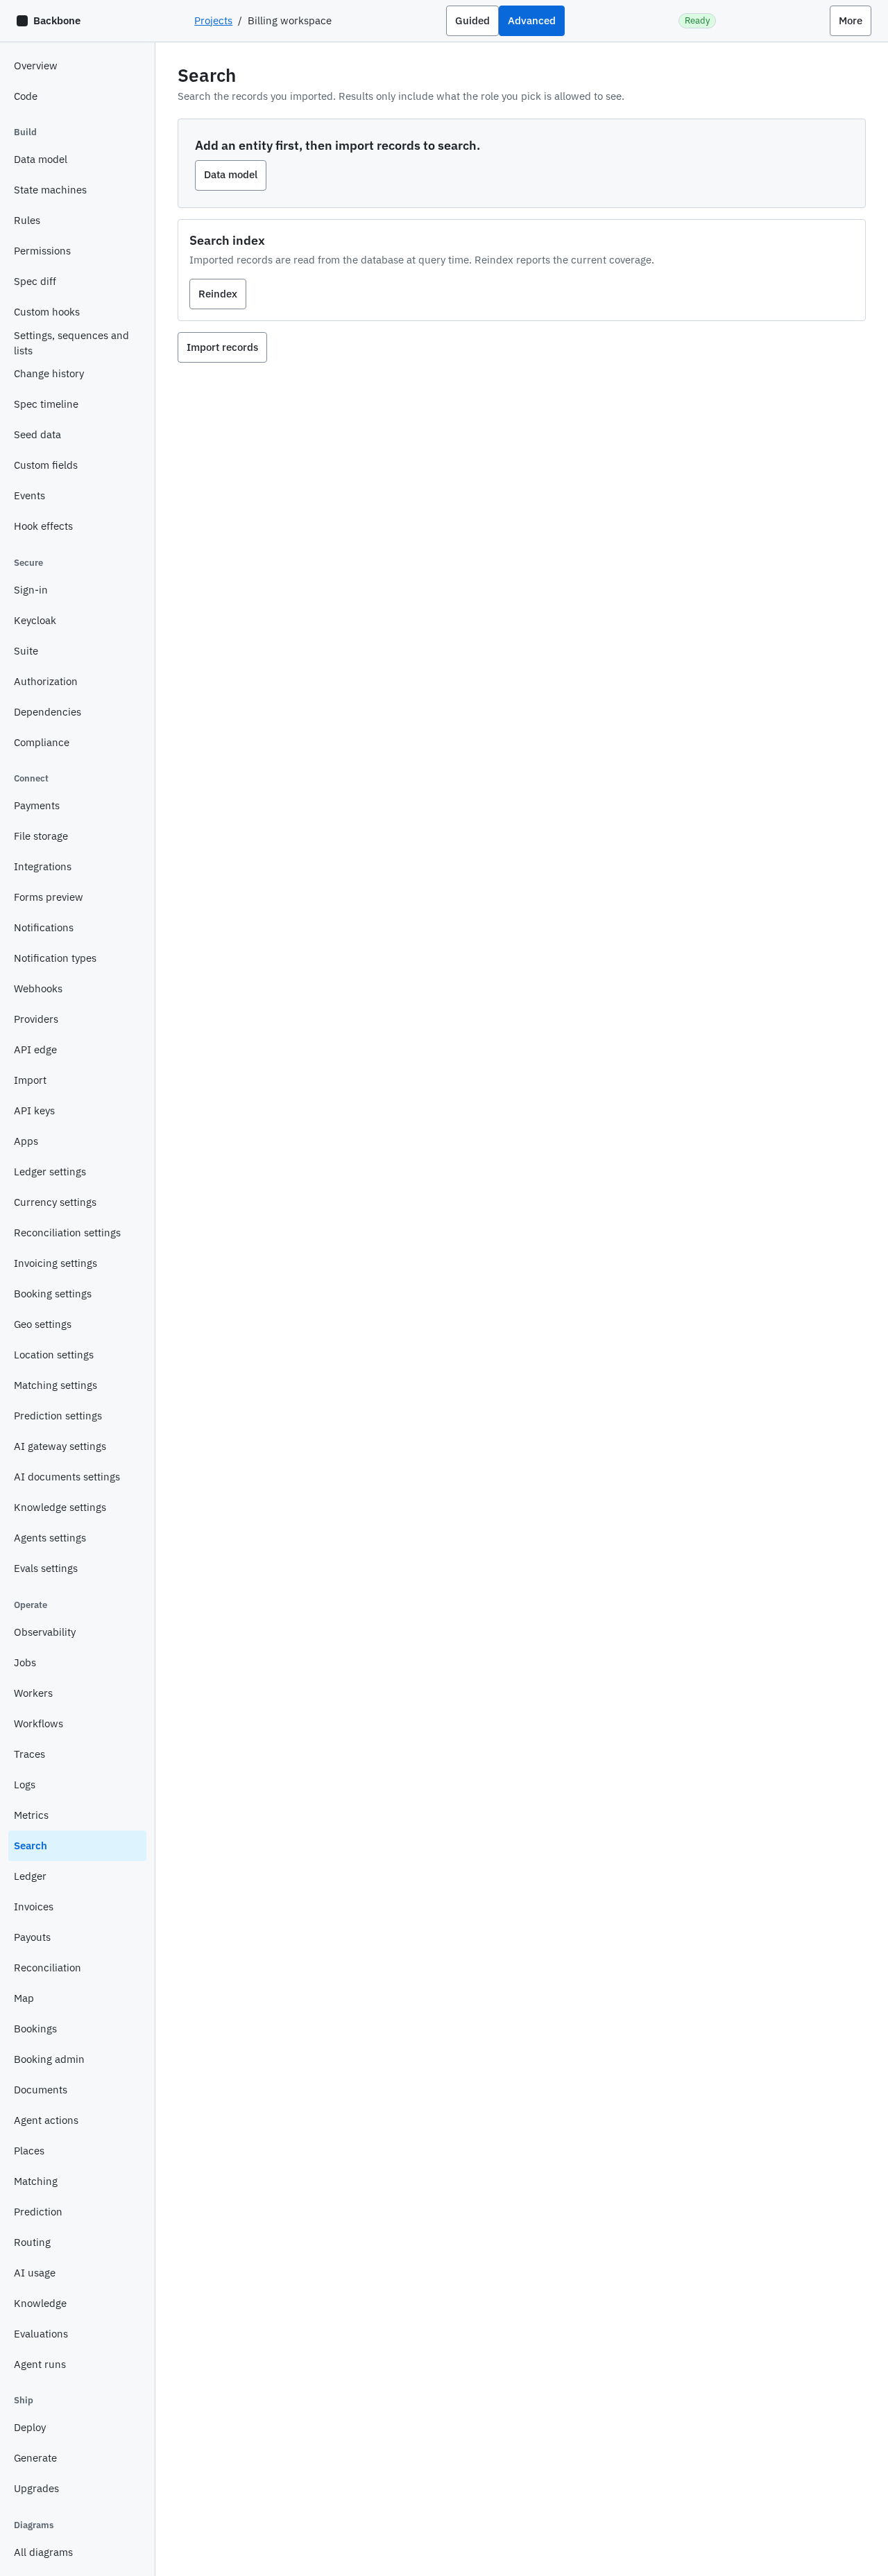 Backbone
Projects / Billing workspace
Guided
Advanced
Ready
More
Overview
Code
Build
Data model
State machines
Rules
Permissions
Spec diff
Custom hooks
Settings, sequences and
lists
Change history
Spec timeline
Seed data
Custom fields
Events
Hook effects
Secure
Sign-in
Keycloak
Suite
Authorization
Dependencies
Compliance
Connect
Payments
File storage
Integrations
Forms preview
Notifications
Notification types
Webhooks
Providers
API edge
Import
API keys
Apps
Ledger settings
Currency settings
Reconciliation settings
Invoicing settings
Booking settings
Geo settings
Location settings
Matching settings
Prediction settings
AI gateway settings
AI documents settings
Knowledge settings
Agents settings
Evals settings
Operate
Observability
Jobs
Workers
Workflows
Traces
Logs
Metrics
Search
Ledger
Invoices
Payouts
Reconciliation
Map
Bookings
Booking admin
Documents
Agent actions
Places
Matching
Prediction
Routing
AI usage
Knowledge
Evaluations
Agent runs
Ship
Deploy
Generate
Upgrades
Diagrams
All diagrams
Search
Search the records you imported. Results only include what the role you pick is allowed to see.
Add an entity first, then import records to search.
Data model
Search index
Imported records are read from the database at query time. Reindex reports the current coverage.
Reindex
Import records